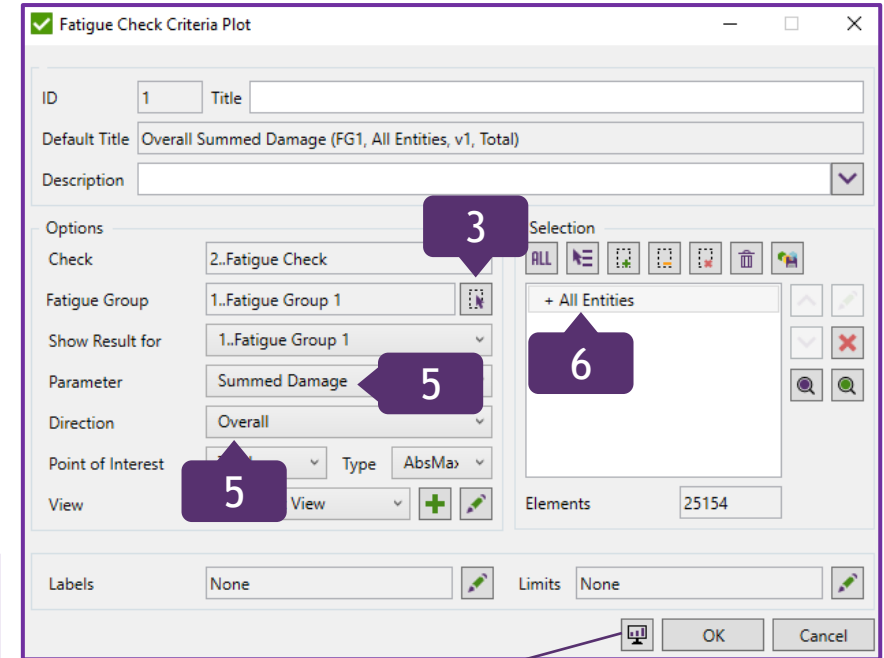 Fatigue Check Criteria Plot
ID 1 Title
Default Title Overall Summed Damage (FG1, All Entities, v1, Total)
Description
Options
3
Selection
Check 2..Fatigue Check
ALL
Fatigue Group 1..Fatigue Group 1
+ All Entities
Show Result for 1..Fatigue Group 1
6
Parameter Summed Damage
5
Direction Overall
Point of Interest Type AbsMax
5
View View
Elements 25154
Labels None
Limits None
OK Cancel